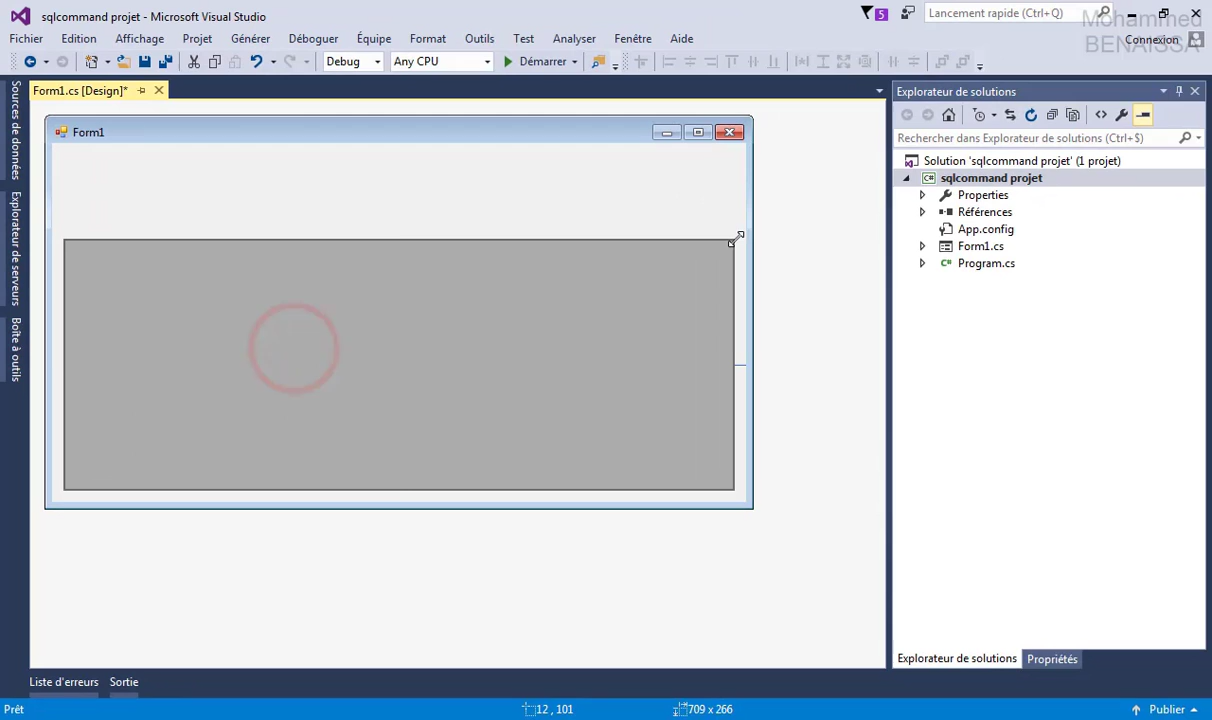 sqlcommand projet - Microsoft Visual Studio
5
Lancement rapide (Ctrl+Q)
Mohammed
BENAISSA
Fichier Edition Affichage Projet Générer Déboguer Équipe Format Outils Test Analyser Fenêtre Aide
Connexion
Debug Any CPU Démarrer
Form1.cs [Design]*
Explorateur de solutions
Sources de données
Explorateur de serveurs
Boîte à outils
Form1
Rechercher dans Explorateur de solutions (Ctrl+$)
Solution 'sqlcommand projet' (1 projet)
C# sqlcommand projet
Properties
Références
App.config
Form1.cs
C# Program.cs
Explorateur de solutions Propriétés
Liste d'erreurs Sortie
Prêt 12 , 101 709 x 266 Publier